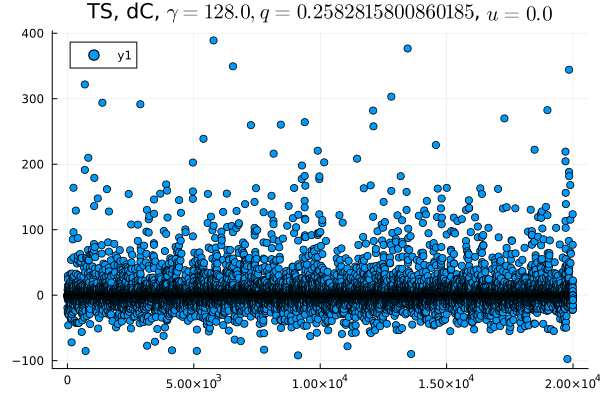 TS, dC, γ = 128.0, q = 0.2582815800860185, u = 0.0
400
y1
300
200
100
0
−100
0 5.00×10³ 1.00×10⁴ 1.50×10⁴ 2.00×10⁴